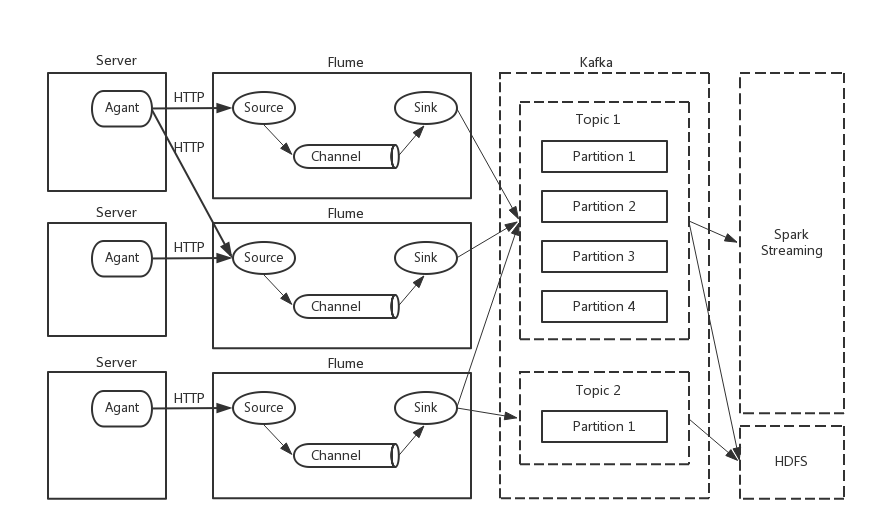 Server
Flume
Kafka
Agant
HTTP
Source
Sink
HTTP
Channel
Topic 1
Partition 1
Partition 2
Partition 3
Partition 4
Server
Flume
Agant
HTTP
Source
Sink
Channel
Spark
Streaming
Server
Flume
Agant
HTTP
Source
Sink
Channel
Topic 2
Partition 1
HDFS